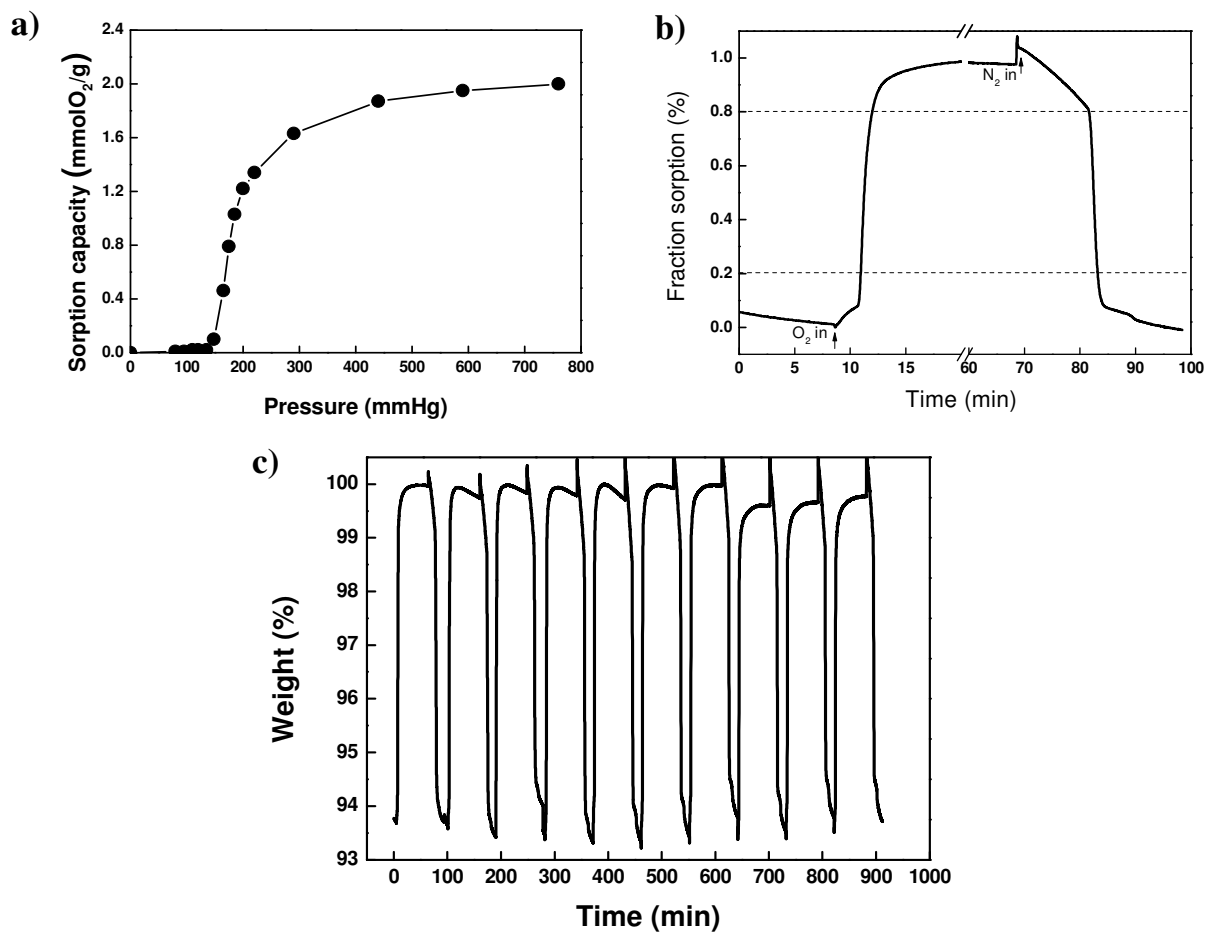 a)
2.4
2.0
1.6
1.2
0.8
0.4
0.0
0 100 200 300 400 500 600 700 800
Sorption capacity (mmolO₂/g)
Pressure (mmHg)
b)
1.0
0.8
0.6
0.4
0.2
0.0
0 5 10 15 60 70 80 90 100
Fraction sorption (%)
Time (min)
N₂ in
O₂ in
c)
100
99
98
97
96
95
94
93
0 100 200 300 400 500 600 700 800 900 1000
Weight (%)
Time (min)